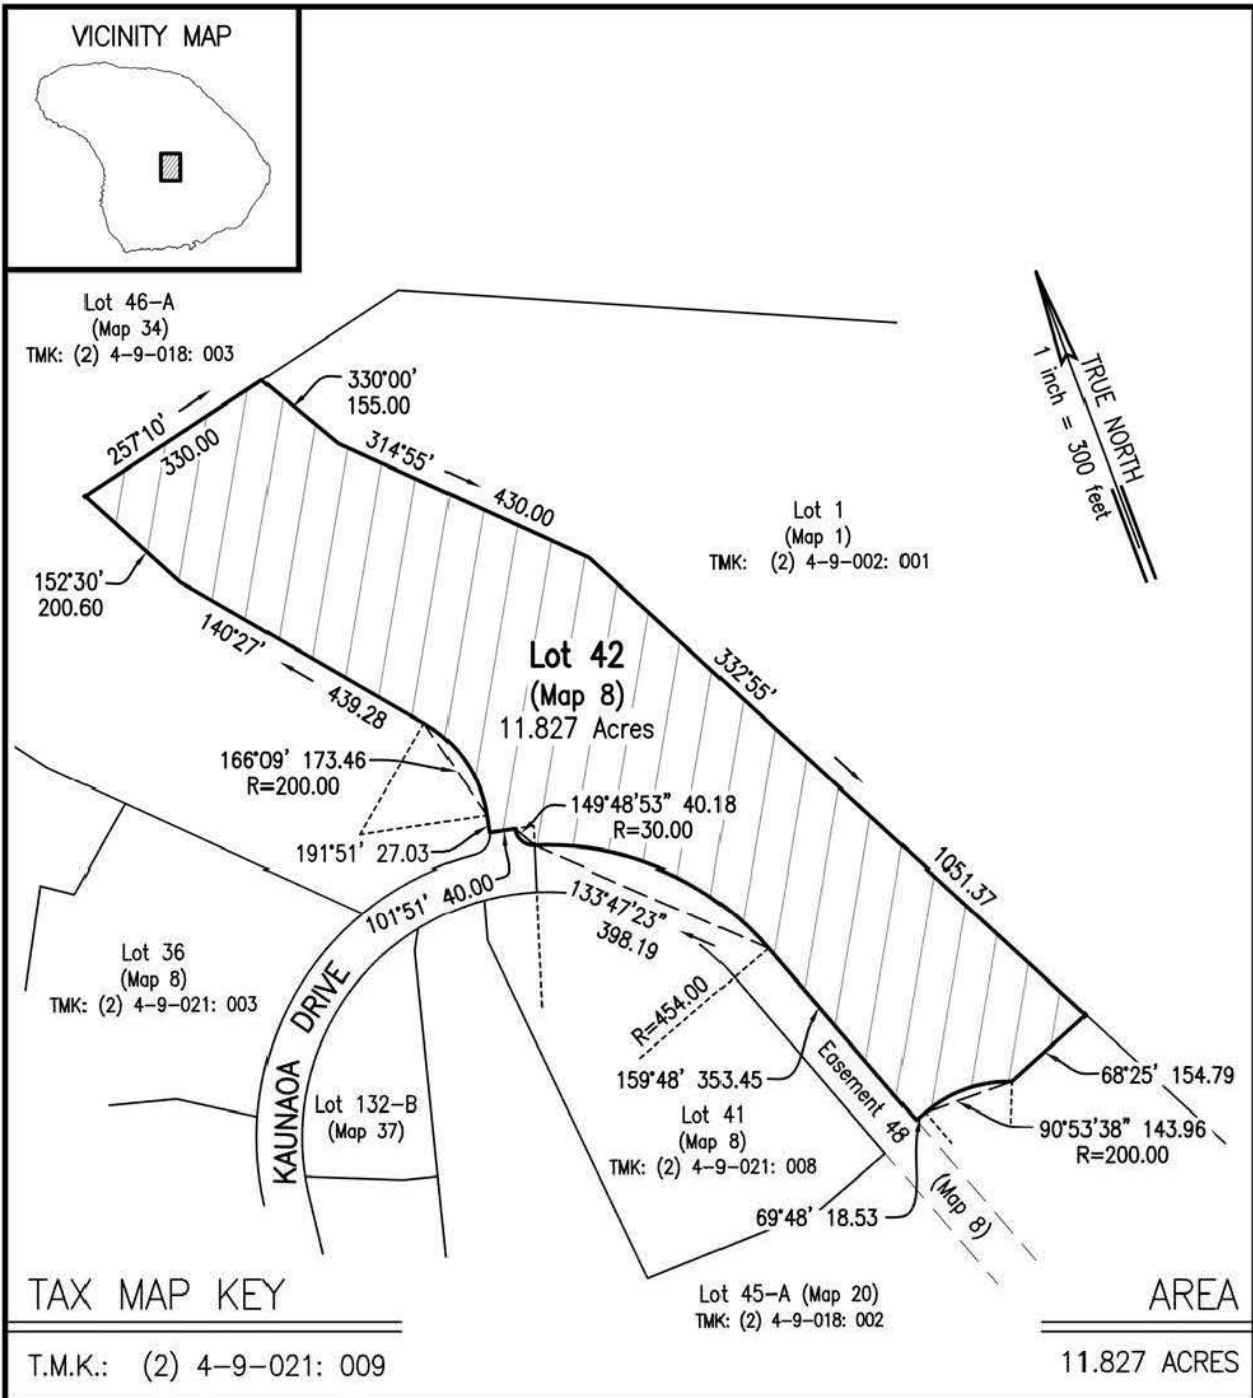 VICINITY MAP
Lot 46-A
(Map 34)
TMK: (2) 4-9-018: 003
330°00'
155.00
257°10'
330.00
314°55'
430.00
TRUE NORTH
1 inch = 300 feet
Lot 1
(Map 1)
TMK: (2) 4-9-002: 001
152°30'
200.60
140°27'
439.28
Lot 42
(Map 8)
11.827 Acres
332°55'
1051.37
166°09' 173.46
R=200.00
149°48'53" 40.18
R=30.00
191°51' 27.03
101°51' 40.00
133°47'23"
398.19
Lot 36
(Map 8)
TMK: (2) 4-9-021: 003
KAUNAOA DRIVE
R=454.00
159°48' 353.45
Easement 48
(Map 8)
68°25' 154.79
90°53'38" 143.96
R=200.00
Lot 132-B
(Map 37)
Lot 41
(Map 8)
TMK: (2) 4-9-021: 008
69°48' 18.53
Lot 45-A (Map 20)
TMK: (2) 4-9-018: 002
TAX MAP KEY
T.M.K.: (2) 4-9-021: 009
AREA
11.827 ACRES